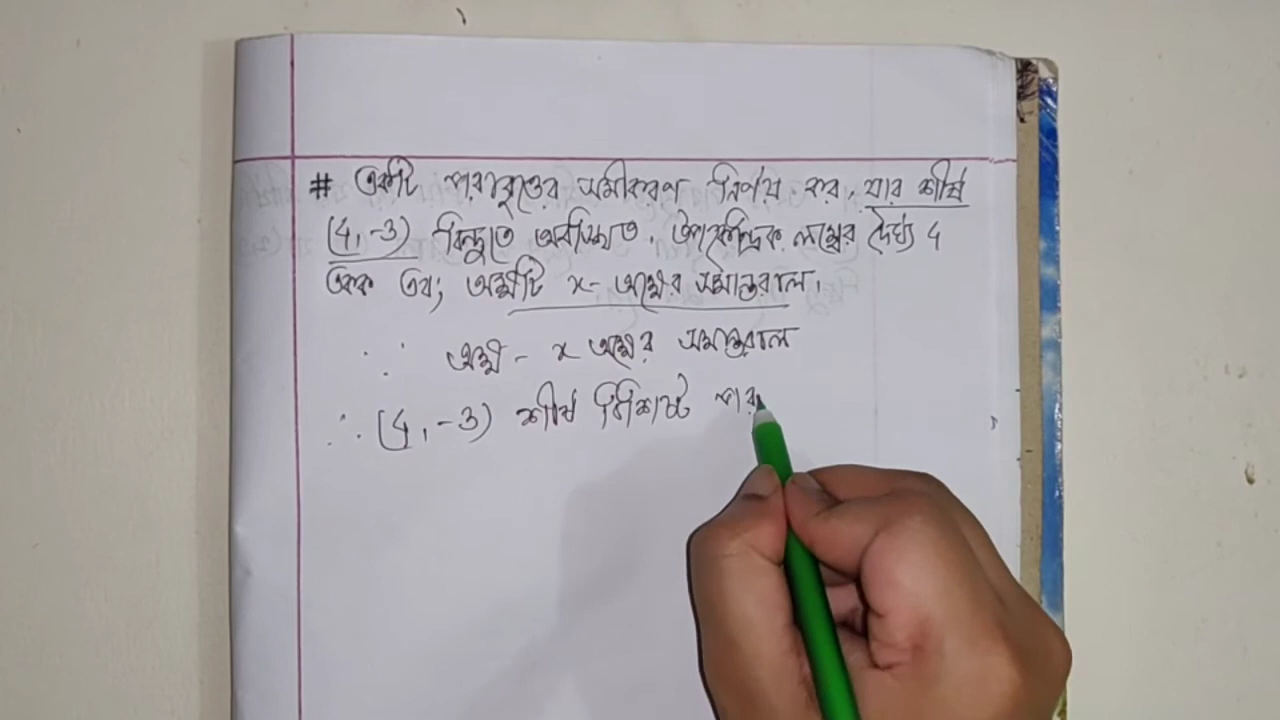 # একটি পরাবৃত্তের সমীকরণ নির্ণয় কর, যার শীর্ষ
(4, -3) বিন্দুতে অবস্থিত, উপকেন্দ্রিক লম্বের দৈর্ঘ্য 4
একক এবং অক্ষটি x- অক্ষের সমান্তরাল।
∵ অক্ষ - x অক্ষের সমান্তরাল
∴ (4, -3) শীর্ষ বিশিষ্ট পার